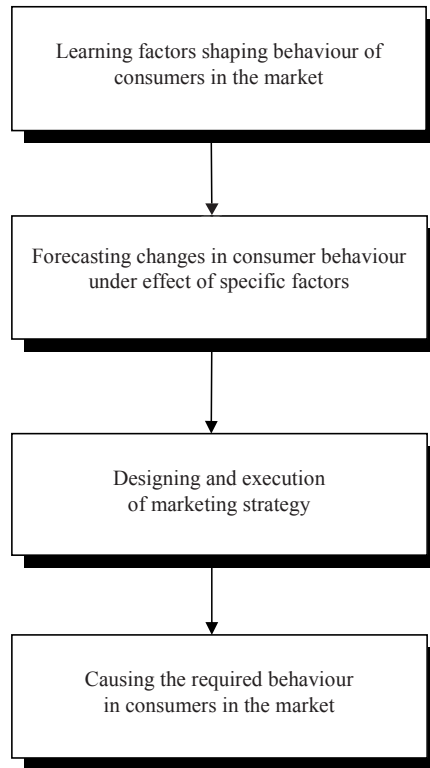 Learning factors shaping behaviour of
consumers in the market
Forecasting changes in consumer behaviour
under effect of specific factors
Designing and execution
of marketing strategy
Causing the required behaviour
in consumers in the market